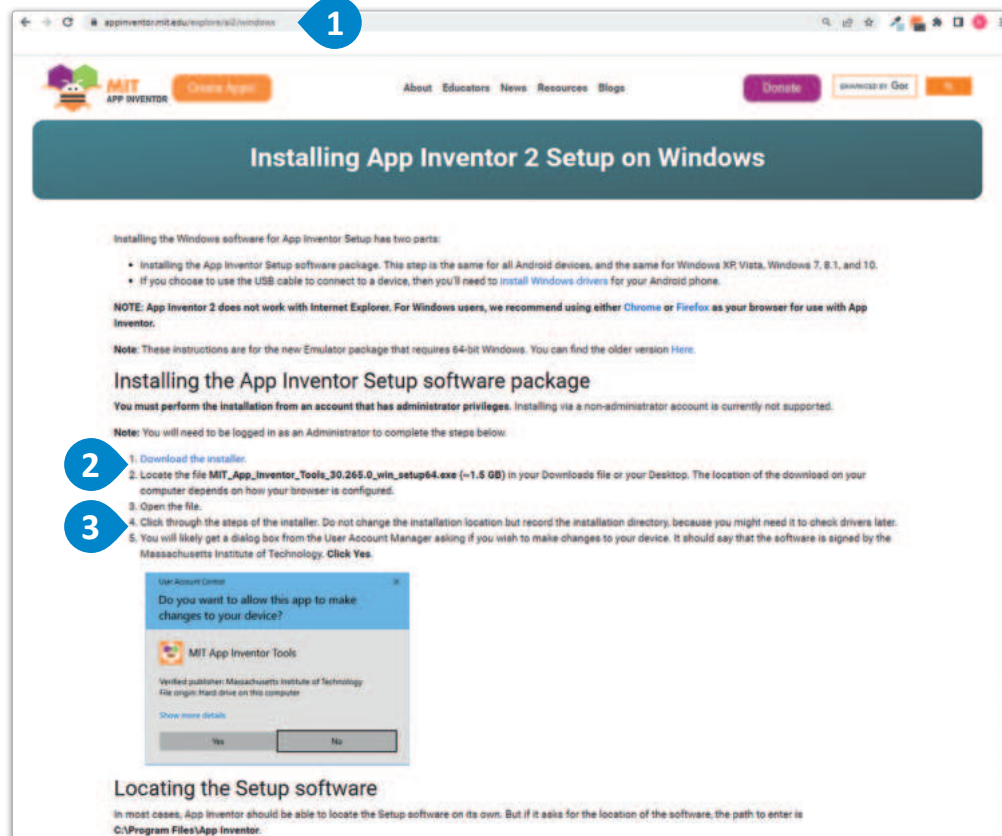 appinventor.mit.edu/explore/ai2/windows
1
MIT
APP INVENTOR
Create Apps!
About Educators News Resources Blogs
Donate
ENHANCED BY Goo
Installing App Inventor 2 Setup on Windows
Installing the Windows software for App Inventor Setup has two parts:
• Installing the App Inventor Setup software package. This step is the same for all Android devices, and the same for Windows XP, Vista, Windows 7, 8.1, and 10.
• If you choose to use the USB cable to connect to a device, then you'll need to install Windows drivers for your Android phone.
NOTE: App Inventor 2 does not work with Internet Explorer. For Windows users, we recommend using either Chrome or Firefox as your browser for use with App
Inventor.
Note: These instructions are for the new Emulator package that requires 64-bit Windows. You can find the older version Here.
Installing the App Inventor Setup software package
You must perform the installation from an account that has administrator privileges. Installing via a non-administrator account is currently not supported.
Note: You will need to be logged in as an Administrator to complete the steps below.
2
1. Download the installer.
2. Locate the file MIT_App_Inventor_Tools_30.265.0_win_setup64.exe (~1.5 GB) in your Downloads file or your Desktop. The location of the download on your
computer depends on how your browser is configured.
3. Open the file.
3
4. Click through the steps of the installer. Do not change the installation location but record the installation directory, because you might need it to check drivers later.
5. You will likely get a dialog box from the User Account Manager asking if you wish to make changes to your device. It should say that the software is signed by the
Massachusetts Institute of Technology. Click Yes.
User Account Control
Do you want to allow this app to make
changes to your device?
MIT App Inventor Tools
Verified publisher: Massachusetts Institute of Technology
File origin: Hard drive on this computer
Show more details
Yes No
Locating the Setup software
In most cases, App Inventor should be able to locate the Setup software on its own. But if it asks for the location of the software, the path to enter is
C:\Program Files\App Inventor.